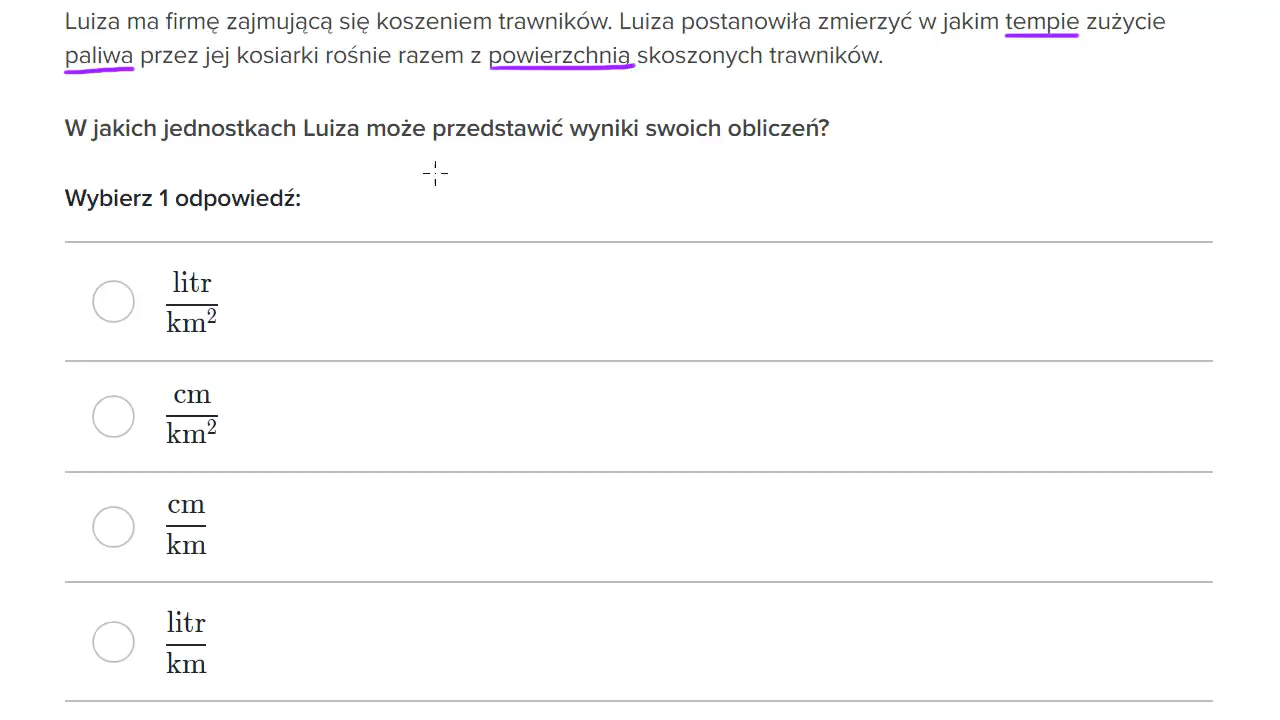 Luiza ma firmę zajmującą się koszeniem trawników. Luiza postanowiła zmierzyć w jakim tempie zużycie
paliwa przez jej kosiarki rośnie razem z powierzchnią skoszonych trawników.
W jakich jednostkach Luiza może przedstawić wyniki swoich obliczeń?
Wybierz 1 odpowiedź:
litr
km²
cm
km²
cm
km
litr
km